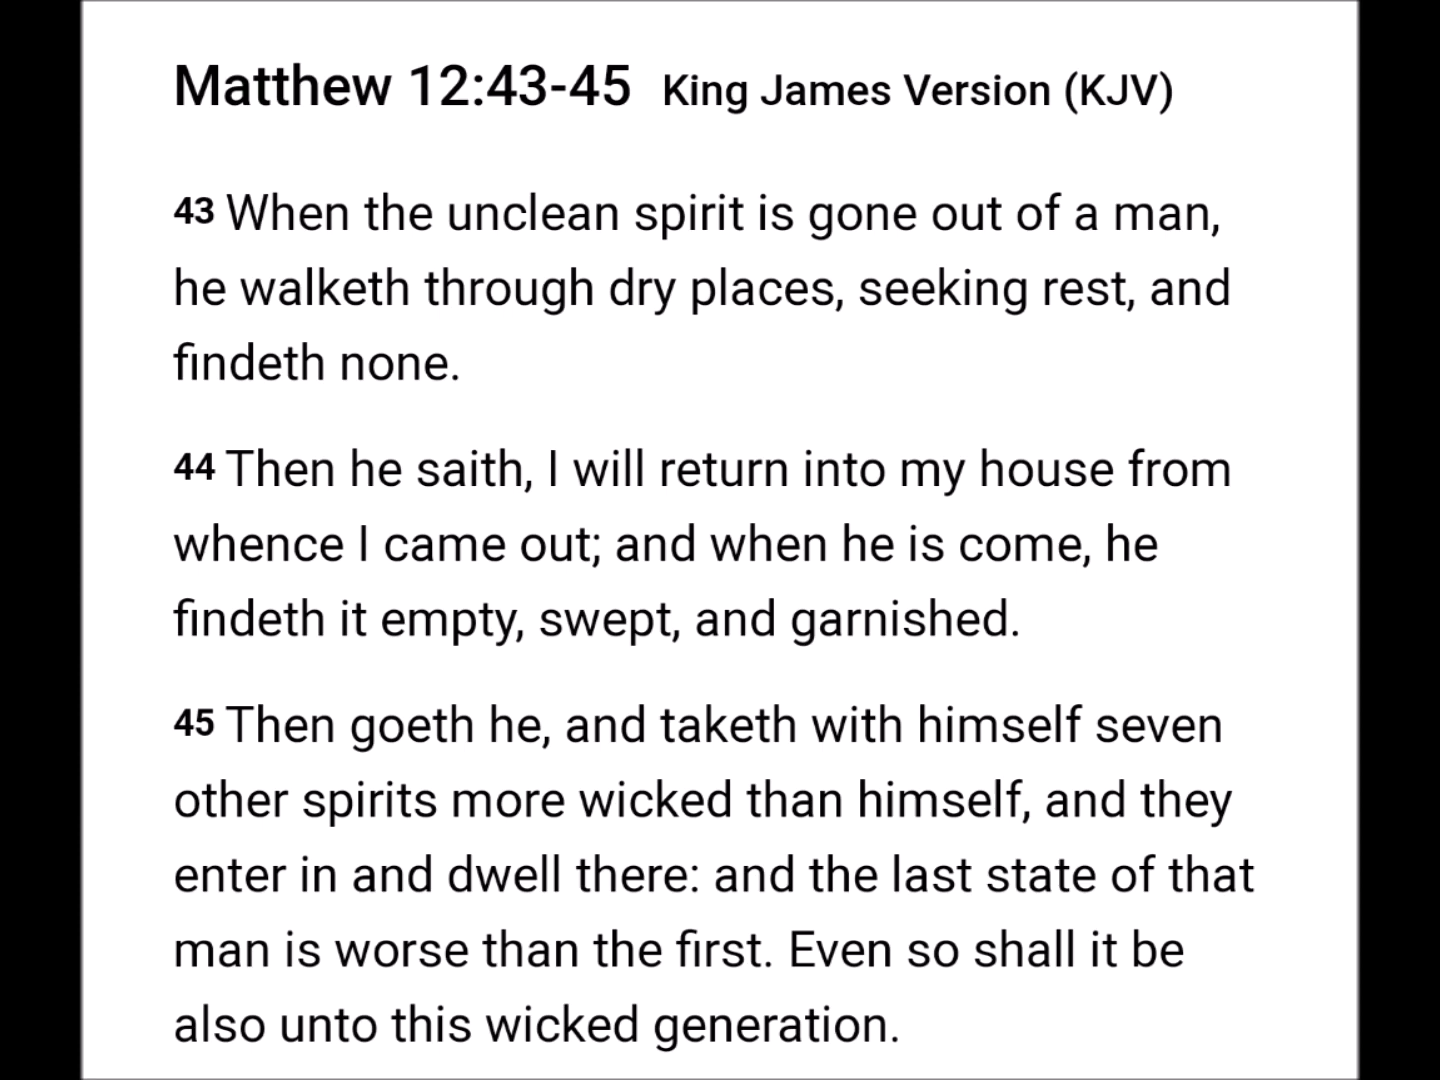 Matthew 12:43-45 King James Version (KJV)
43 When the unclean spirit is gone out of a man,
he walketh through dry places, seeking rest, and
findeth none.
44 Then he saith, I will return into my house from
whence I came out; and when he is come, he
findeth it empty, swept, and garnished.
45 Then goeth he, and taketh with himself seven
other spirits more wicked than himself, and they
enter in and dwell there: and the last state of that
man is worse than the first. Even so shall it be
also unto this wicked generation.